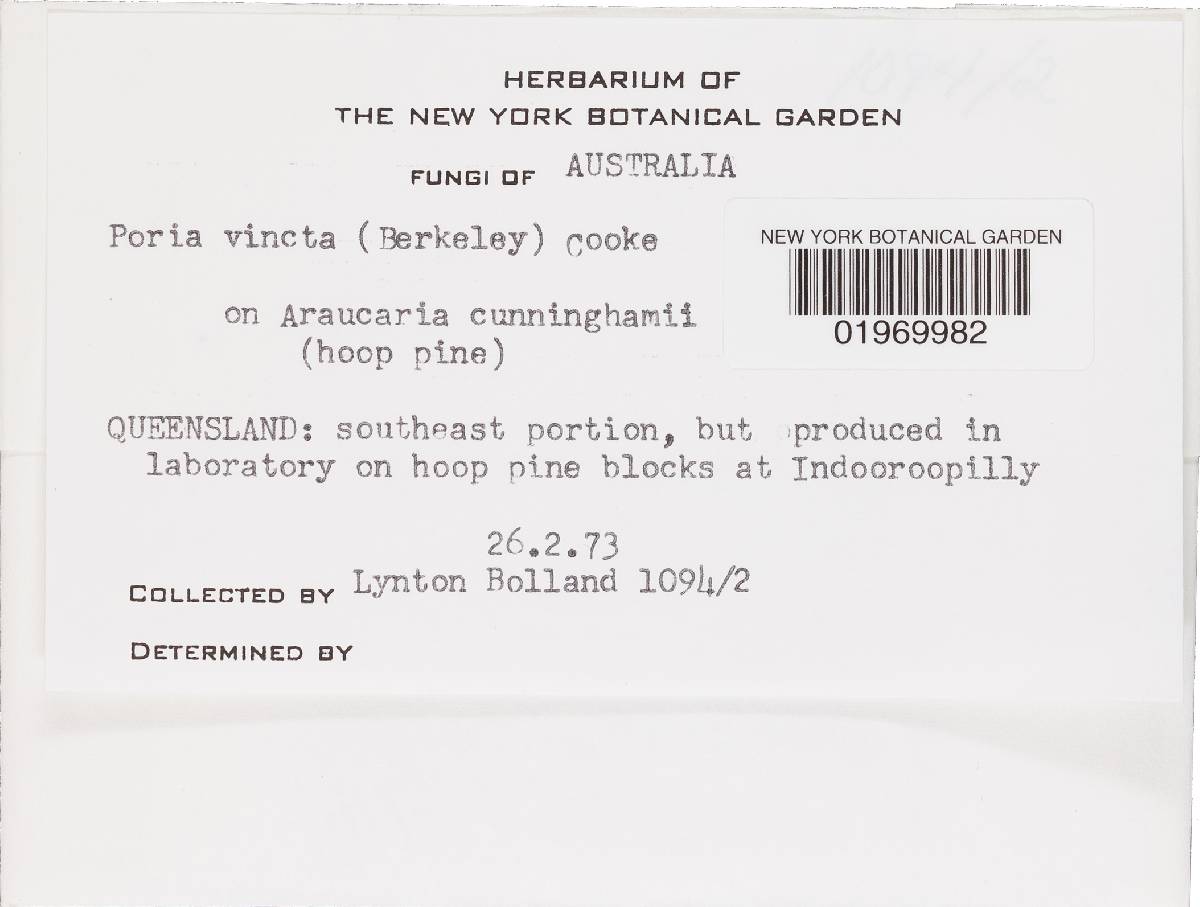 HERBARIUM OF
THE NEW YORK BOTANICAL GARDEN
FUNGI OF AUSTRALIA
Poria vincta (Berkeley) Cooke
NEW YORK BOTANICAL GARDEN
01969982
on Araucaria cunninghamii
(hoop pine)
QUEENSLAND: southeast portion, but produced in
laboratory on hoop pine blocks at Indooroopilly
26.2.73
COLLECTED BY Lynton Bolland 1094/2
DETERMINED BY